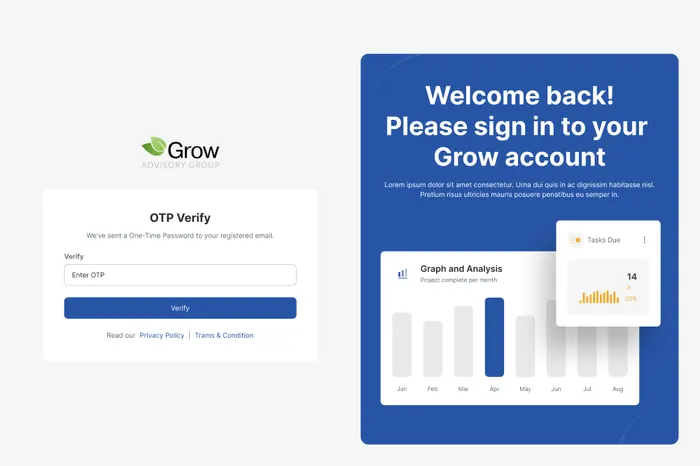 Grow
ADVISORY GROUP
OTP Verify
We've sent a One-Time Password to your registered email.
Verify
Enter OTP
Verify
Read our Privacy Policy | Trams & Condition
Welcome back!
Please sign in to your
Grow account
Lorem ipsum dolor sit amet consectetur. Urna dui quis in ac dignissim habitasse nisl.
Pretium risus ultricies mauris posuere penatibus eu semper in.
Tasks Due
14
20%
Graph and Analysis
Project complete per month
Jan Feb Mar Apr May Jun Jul Aug